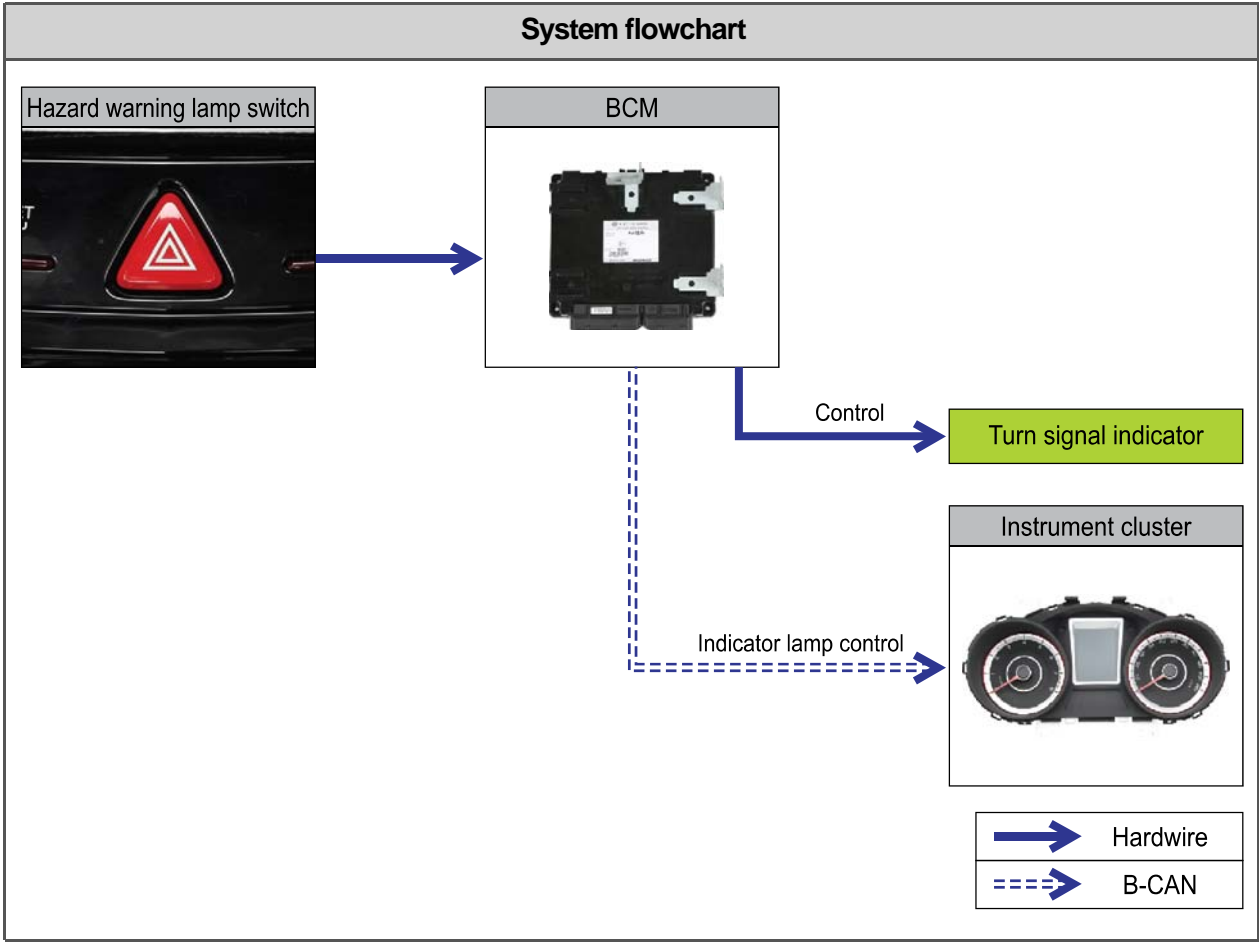 System flowchart
Hazard warning lamp switch
BCM
Control
Turn signal indicator
Instrument cluster
Indicator lamp control
Hardwire
B-CAN